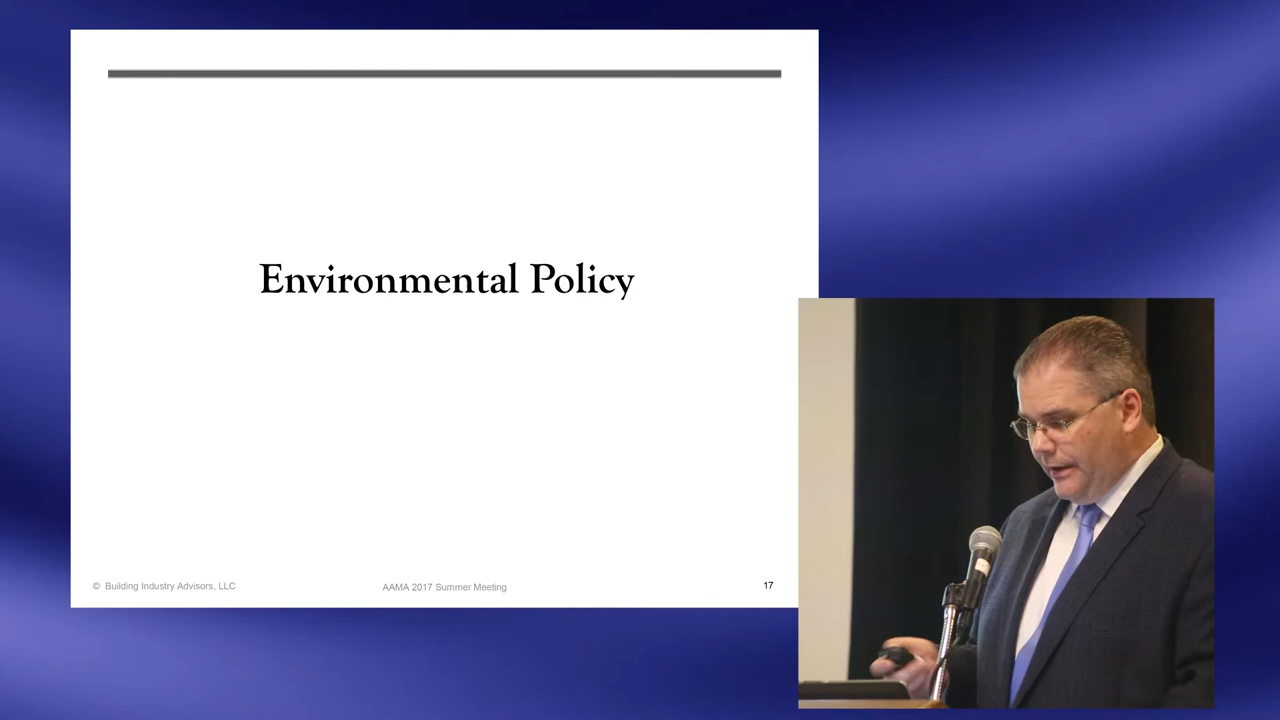 Environmental Policy
© Building Industry Advisors, LLC
AAMA 2017 Summer Meeting
17